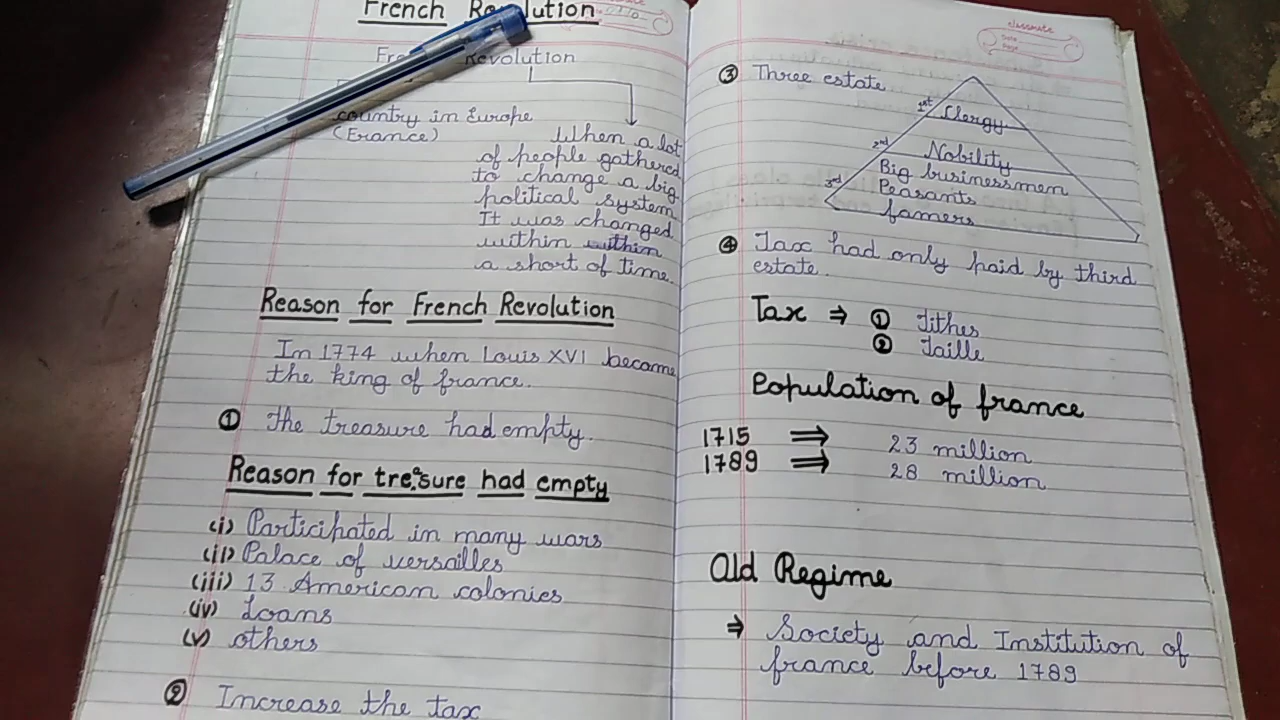 French Revolution
Revolution
country in Europe
(France)
When a lot
of people gathered
to change a big
political system
It was changed
within within
a short of time
Reason for French Revolution
In 1774 when Louis XVI became
the king of france.
① The treasure had empty.
Reason for treasure had empty
(i) Participated in many wars
(ii) Palace of versailles
(iii) 13 American colonies
(iv) Loans
(v) others
② Increase the tax
classmate
Date
Page
③ Three estate
1st Clergy
2nd Nobility
Big businessmen
3rd Peasants
famers
④ Tax had only paid by third
estate.
Tax ⇒ ① Tithes
② Taille
Population of france
1715 ⇒ 23 million
1789 ⇒ 28 million
Old Regime
⇒ Society and Institution of
france before 1789